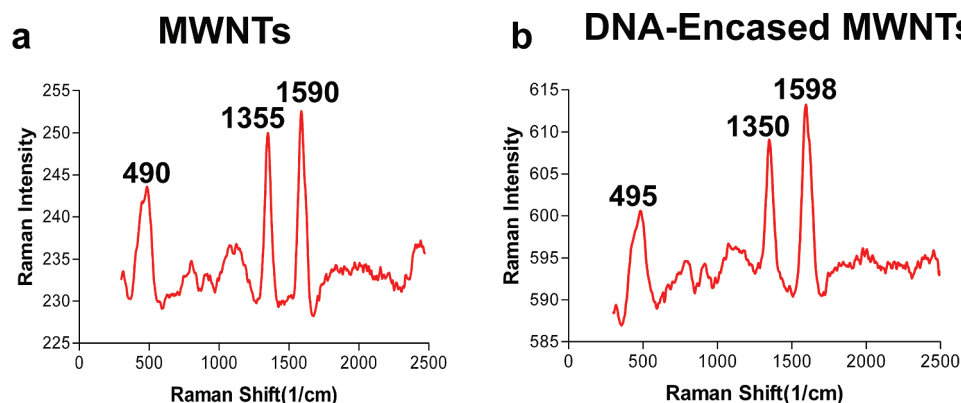 a MWNTs
255
250
245
240
235
230
225
0 500 1000 1500 2000 2500
Raman Intensity
Raman Shift(1/cm)
490
1355
1590
b DNA-Encased MWNTs
615
610
605
600
595
590
585
0 500 1000 1500 2000 2500
Raman Intensity
Raman Shift(1/cm)
495
1350
1598